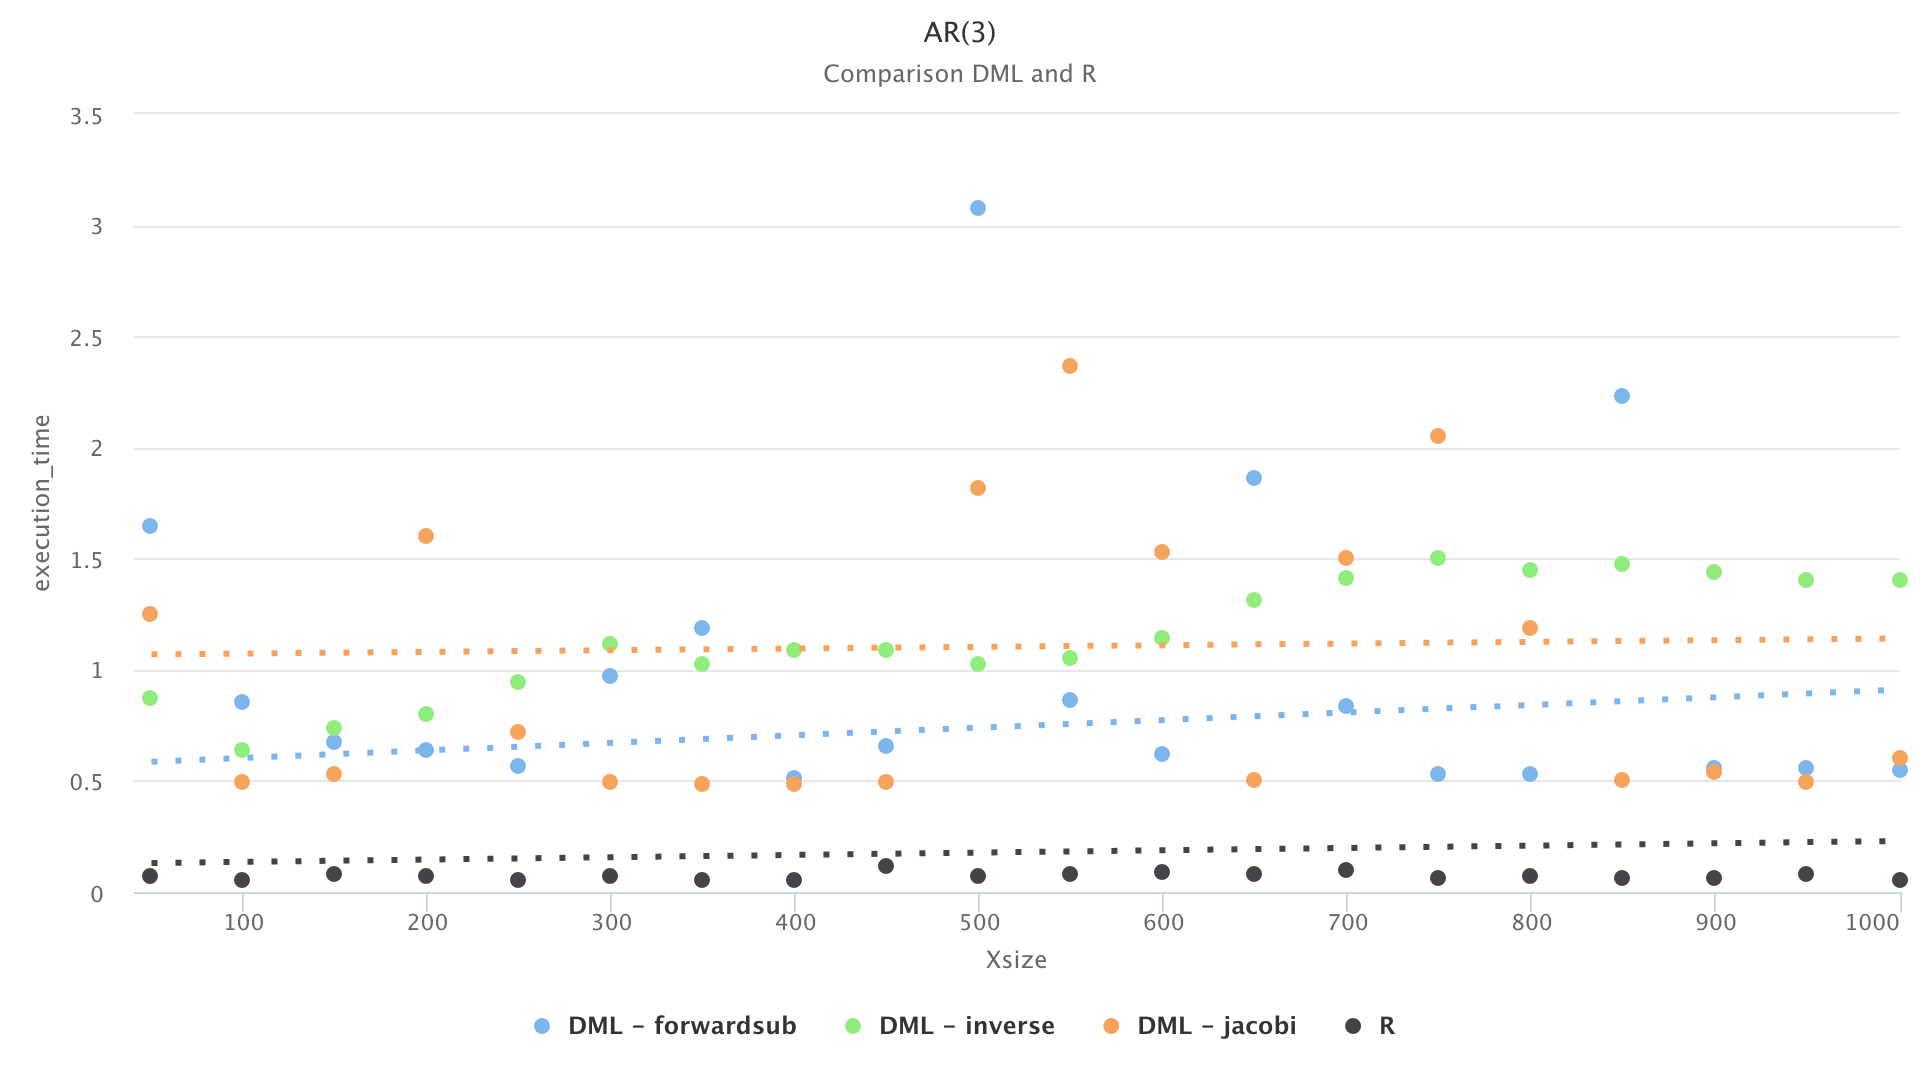 AR(3)
Comparison DML and R
3.5
3
2.5
2
1.5
1
0.5
0
execution_time
100 200 300 400 500 600 700 800 900 1000
Xsize
DML - forwardsub DML - inverse DML - jacobi R